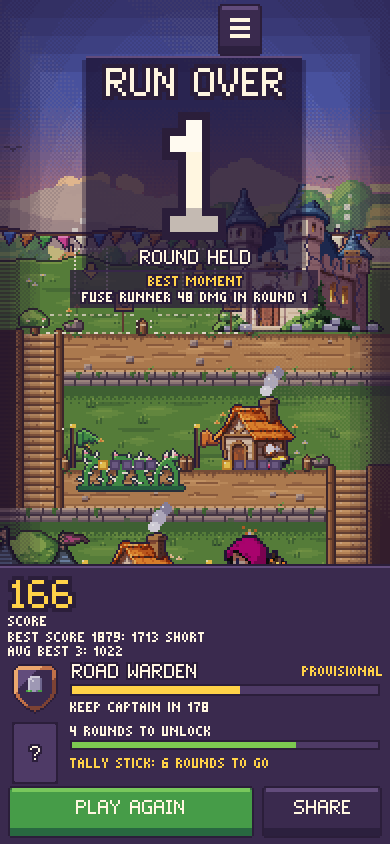 RUN OVER
1
ROUND HELD
BEST MOMENT
FUSE RUNNER 48 DMG IN ROUND 1
166
SCORE
BEST SCORE 1879: 1713 SHORT
AVG BEST 3: 1022
ROAD WARDEN
PROVISIONAL
KEEP CAPTAIN IN 178
?
4 ROUNDS TO UNLOCK
TALLY STICK: 6 ROUNDS TO GO
PLAY AGAIN
SHARE